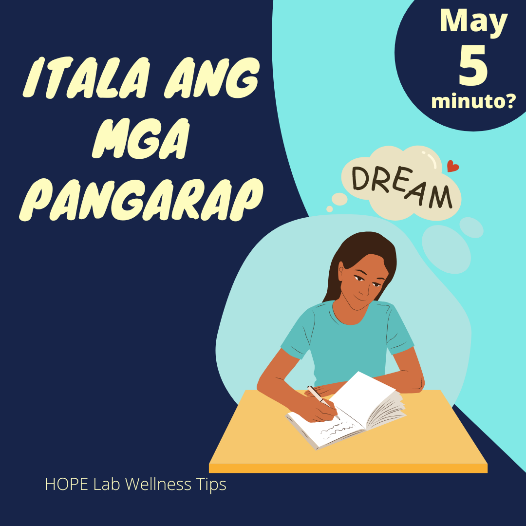 ITALA ANG
MGA
PANGARAP
May
5
minuto?
DREAM
HOPE Lab Wellness Tips